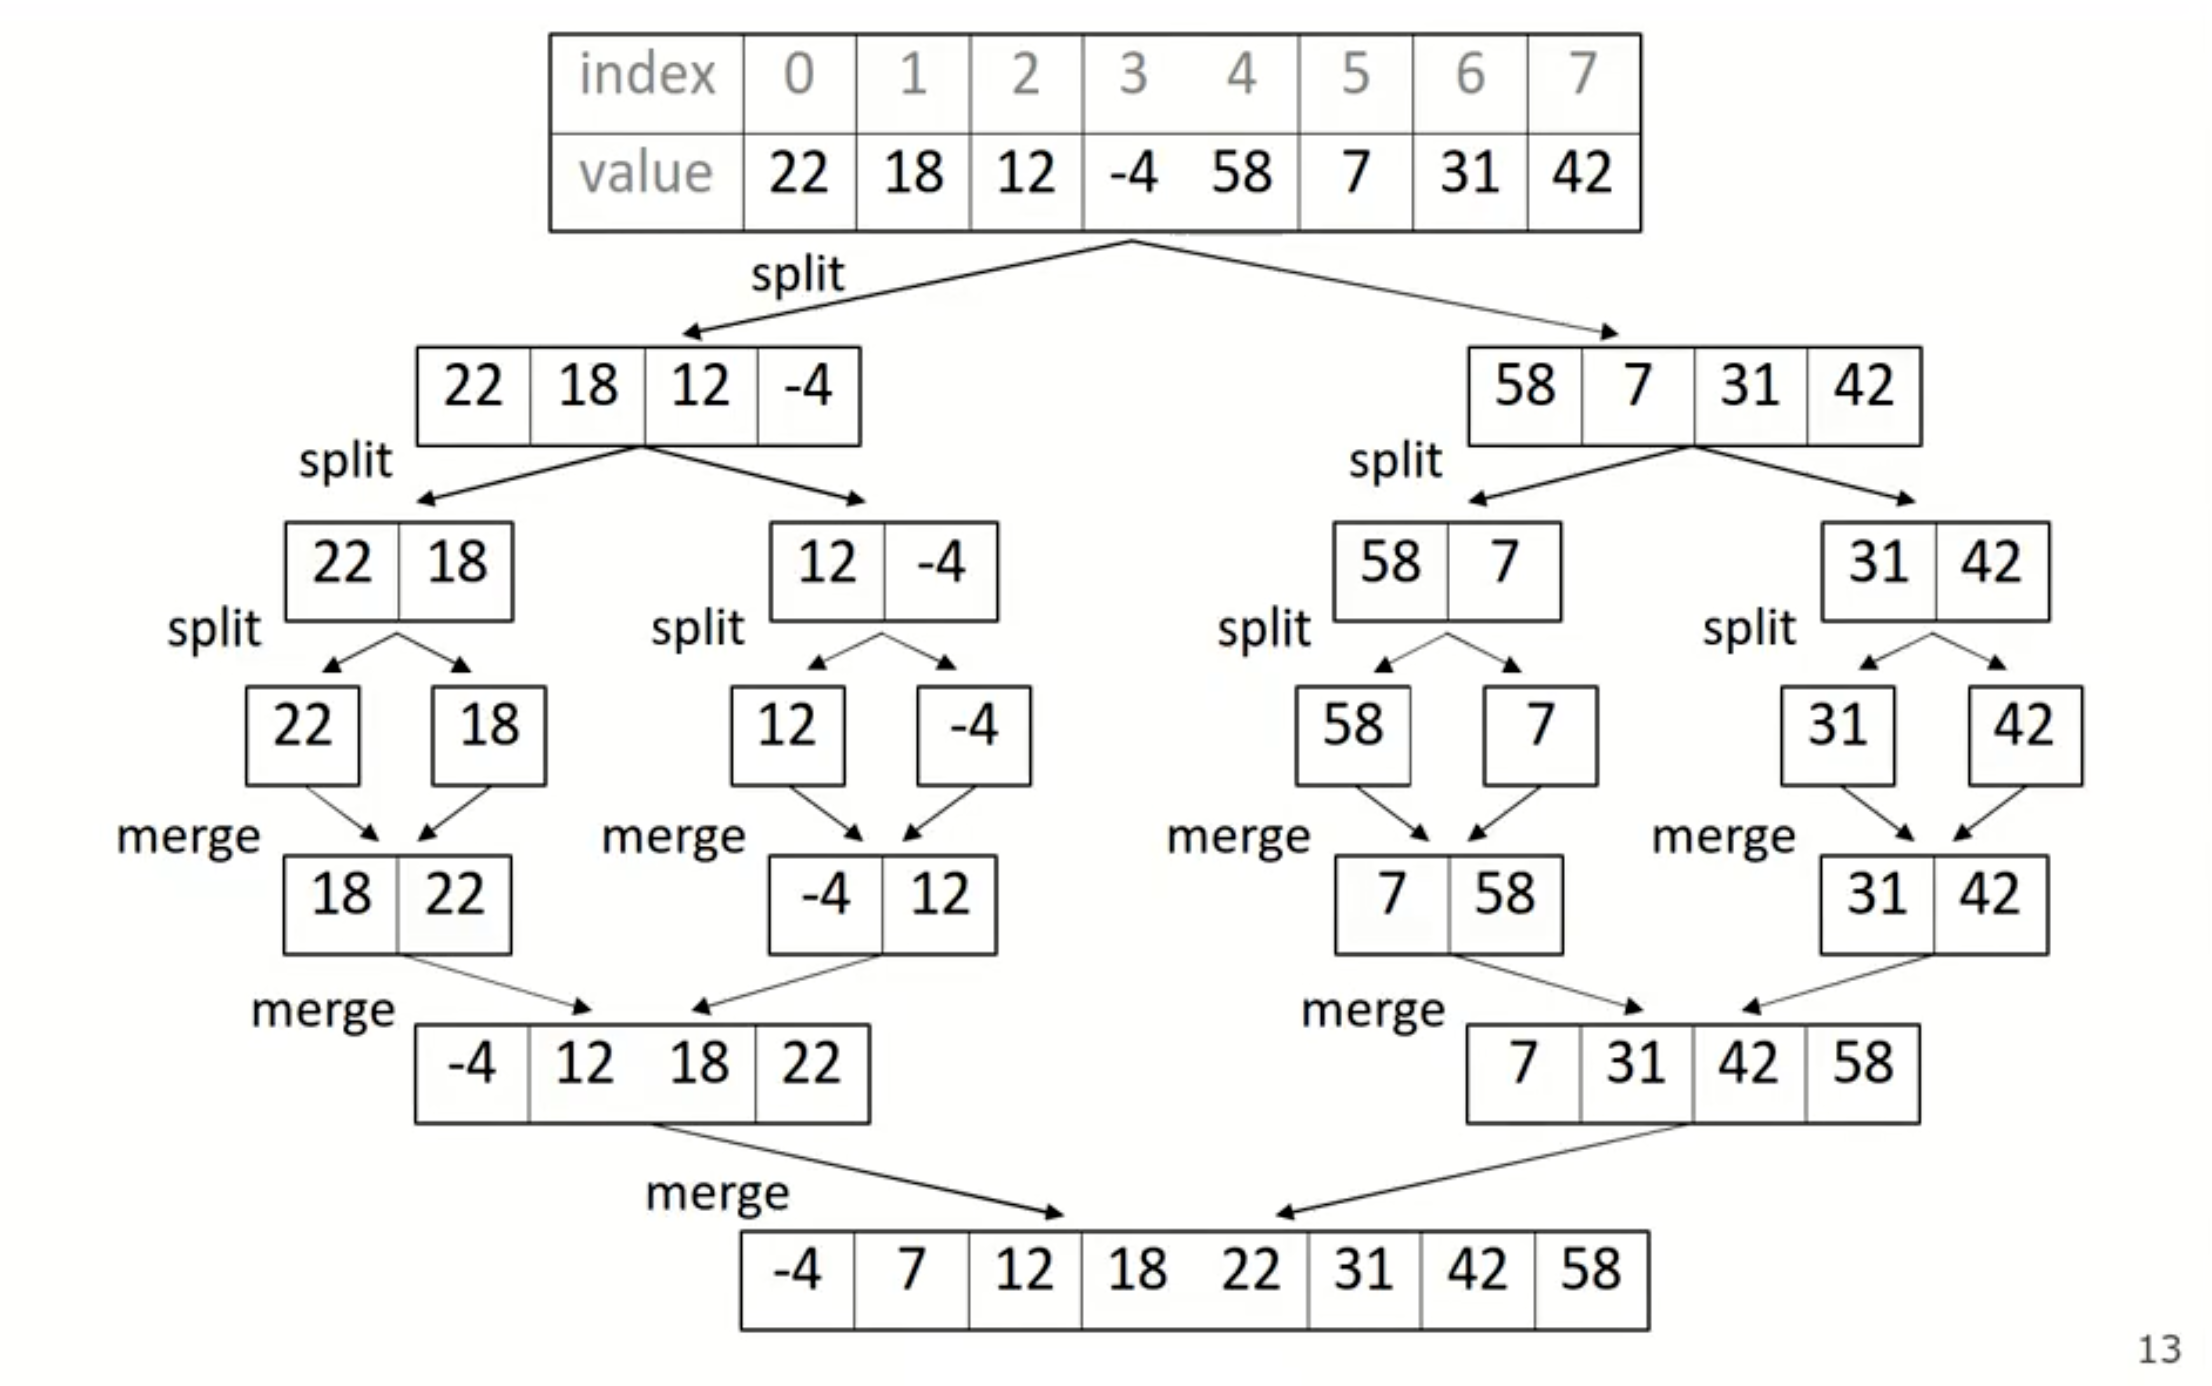 index 0 1 2 3 4 5 6 7
value 22 18 12 -4 58 7 31 42
split
22 18 12 -4 58 7 31 42
split split
22 18 12 -4 58 7 31 42
split split split split
22 18 12 -4 58 7 31 42
merge merge merge merge
18 22 -4 12 7 58 31 42
merge merge
-4 12 18 22 7 31 42 58
merge
-4 7 12 18 22 31 42 58
13